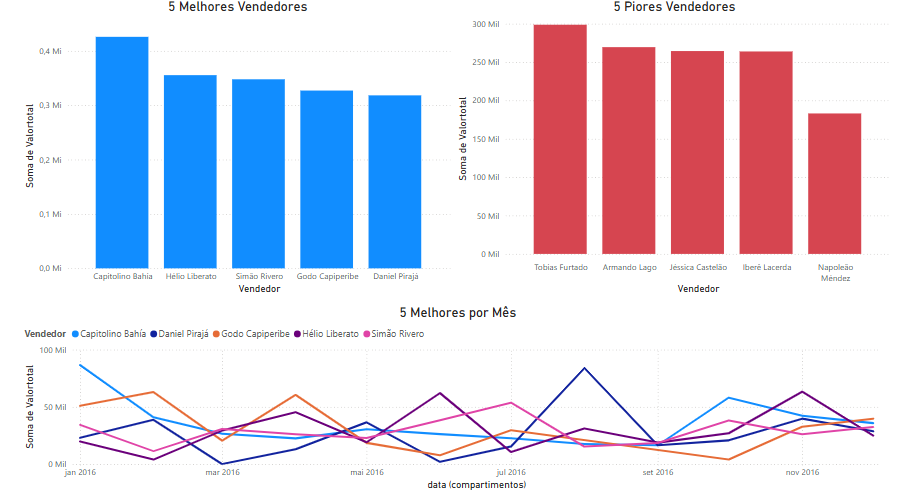 5 Melhores Vendedores
Soma de Valortotal
0,4 Mi
0,3 Mi
0,2 Mi
0,1 Mi
0,0 Mi
Capitolino Bahía
Hélio Liberato
Simão Rivero
Godo Capiperibe
Daniel Pirajá
Vendedor
5 Piores Vendedores
Soma de Valortotal
300 Mil
250 Mil
200 Mil
150 Mil
100 Mil
50 Mil
0 Mil
Tobias Furtado
Armando Lago
Jéssica Castelão
Iberê Lacerda
Napoleão
Méndez
Vendedor
5 Melhores por Mês
Vendedor Capitolino Bahía Daniel Pirajá Godo Capiperibe Hélio Liberato Simão Rivero
Soma de Valortotal
100 Mil
50 Mil
0 Mil
jan 2016
mar 2016
mai 2016
jul 2016
set 2016
nov 2016
data (compartimentos)